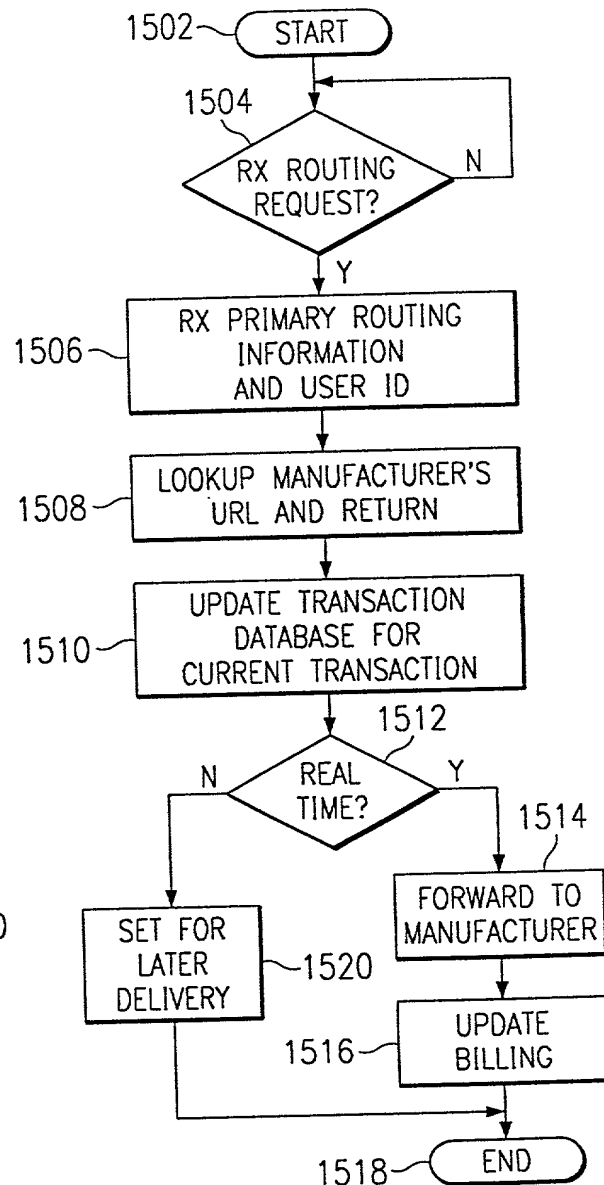 1502
START
1504
RX ROUTING
REQUEST?
N
Y
1506
RX PRIMARY ROUTING
INFORMATION
AND USER ID
1508
LOOKUP MANUFACTURER'S
URL AND RETURN
1510
UPDATE TRANSACTION
DATABASE FOR
CURRENT TRANSACTION
1512
N
REAL
TIME?
Y
1514
FORWARD TO
MANUFACTURER
SET FOR
LATER
DELIVERY
1520
1516
UPDATE
BILLING
1518
END